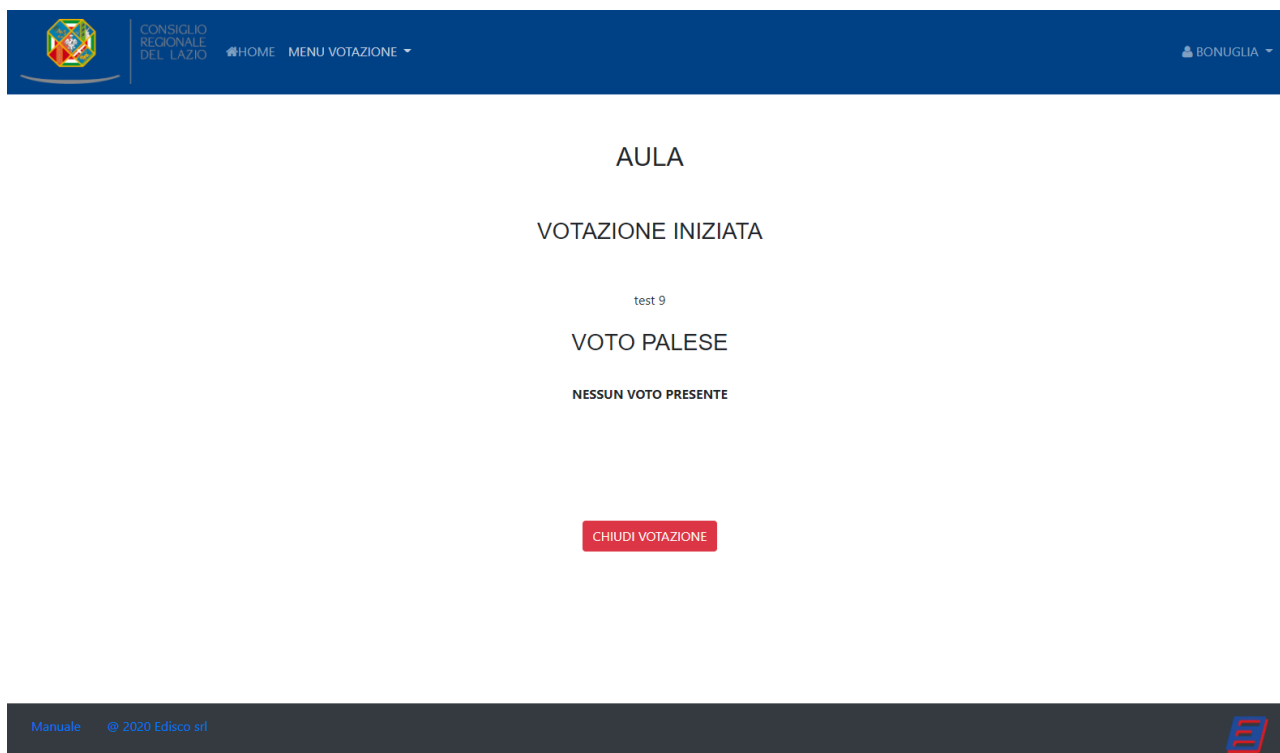 CONSIGLIO
REGIONALE
DEL LAZIO
HOME MENU VOTAZIONE
BONUGLIA
AULA
VOTAZIONE INIZIATA
test 9
VOTO PALESE
NESSUN VOTO PRESENTE
CHIUDI VOTAZIONE
Manuale @ 2020 Edisco srl